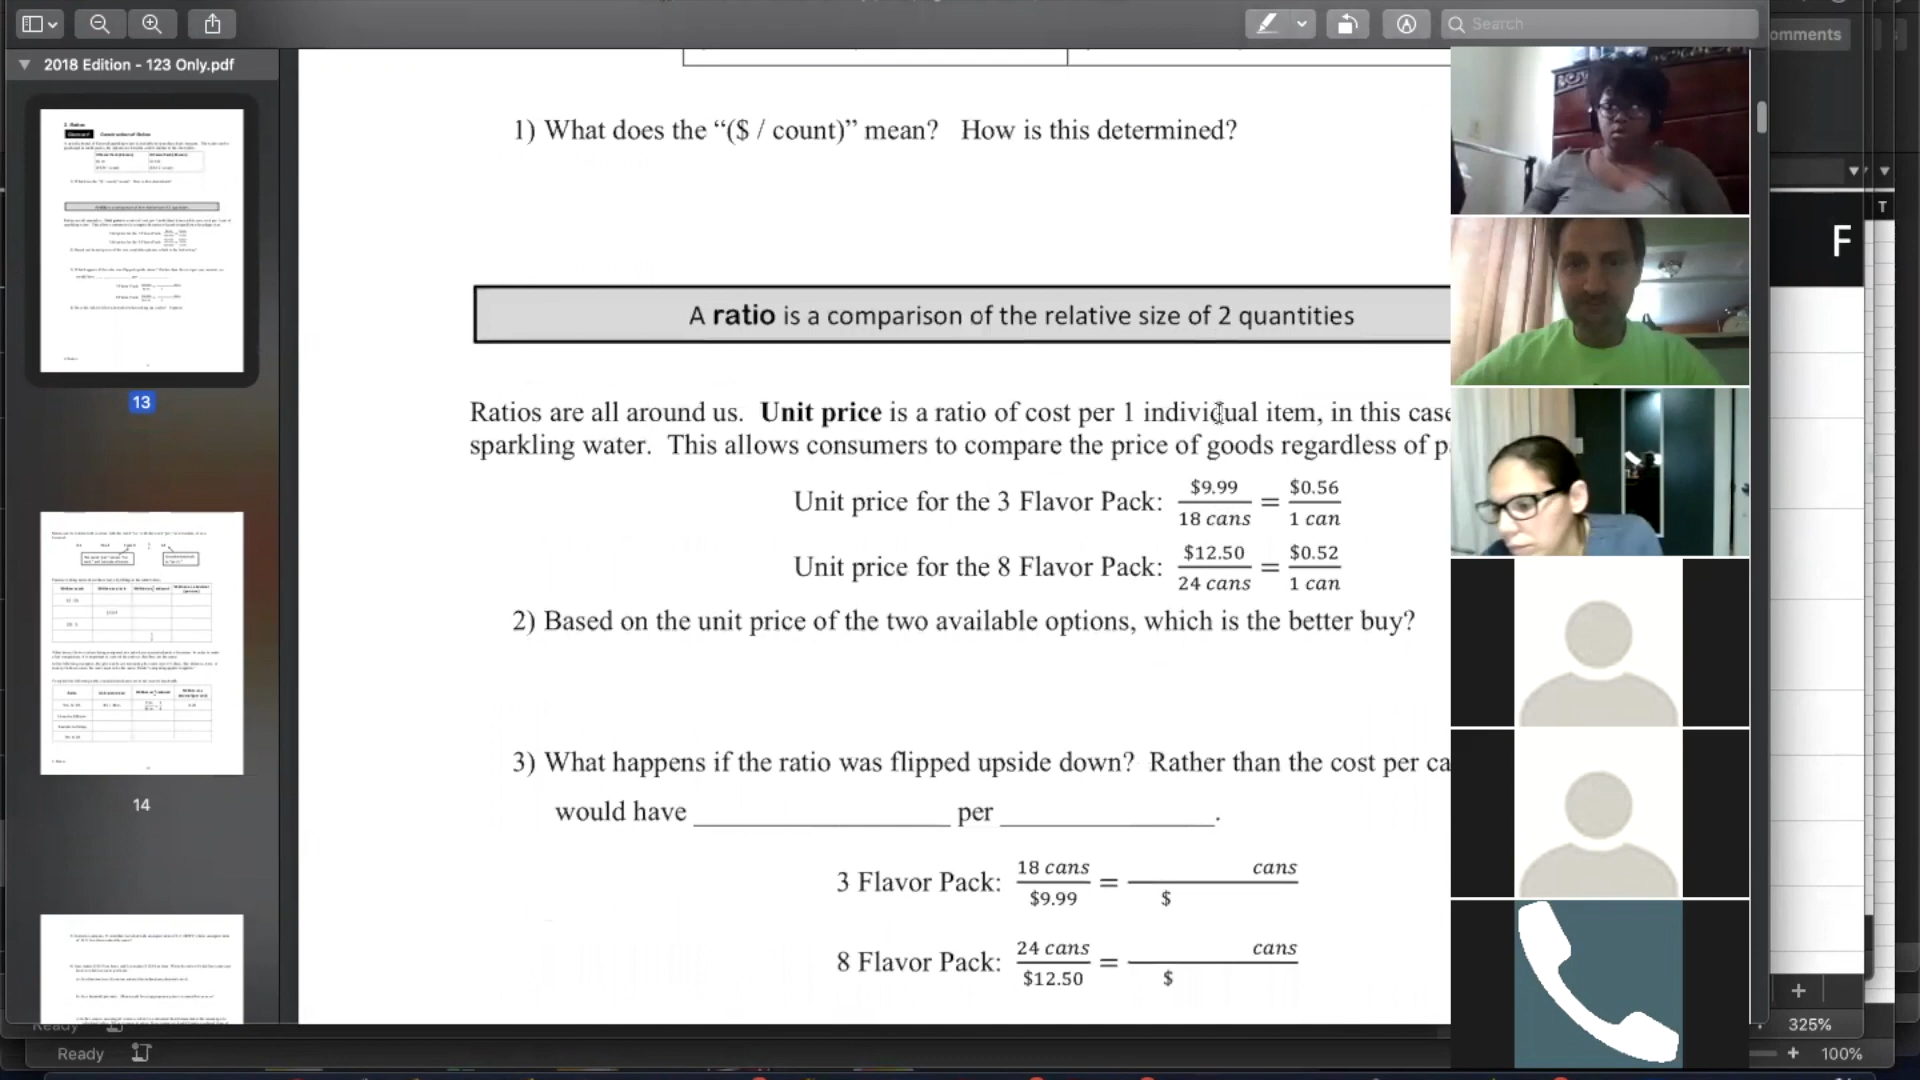 Search
omments
2018 Edition - 123 Only.pdf
1) What does the “($ / count)” mean? How is this determined?
T
F
A ratio is a comparison of the relative size of 2 quantities
13
Ratios are all around us. Unit price is a ratio of cost per 1 individual item, in this case
sparkling water. This allows consumers to compare the price of goods regardless of p
Unit price for the 3 Flavor Pack: $9.99 / 18 cans = $0.56 / 1 can
Unit price for the 8 Flavor Pack: $12.50 / 24 cans = $0.52 / 1 can
2) Based on the unit price of the two available options, which is the better buy?
3) What happens if the ratio was flipped upside down? Rather than the cost per ca
would have ____________ per ____________.
14
3 Flavor Pack: 18 cans / $9.99 = cans / $
8 Flavor Pack: 24 cans / $12.50 = cans / $
Ready
325%
Ready
100%